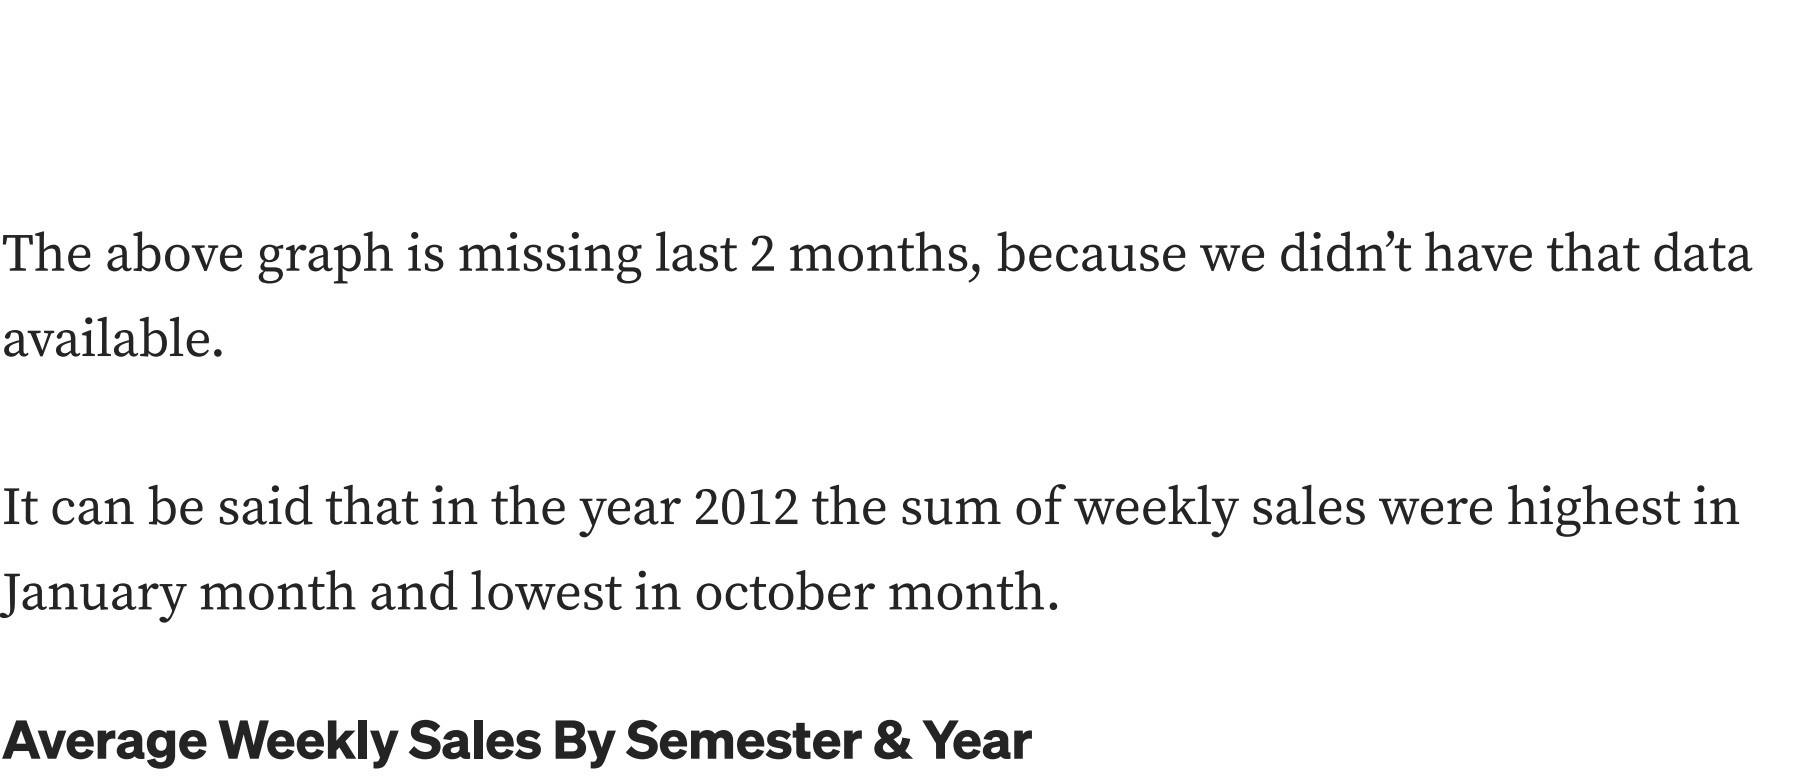 The above graph is missing last 2 months, because we didn’t have that data
available.
It can be said that in the year 2012 the sum of weekly sales were highest in
January month and lowest in october month.
Average Weekly Sales By Semester & Year